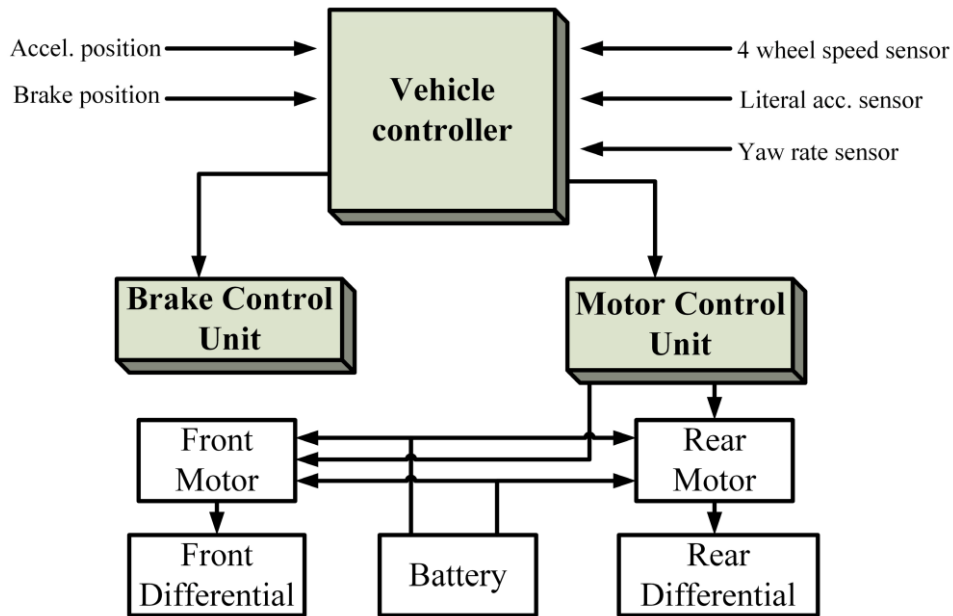 Accel. position
Brake position
Vehicle
controller
4 wheel speed sensor
Literal acc. sensor
Yaw rate sensor
Brake Control
Unit
Motor Control
Unit
Front
Motor
Rear
Motor
Front
Differential
Battery
Rear
Differential